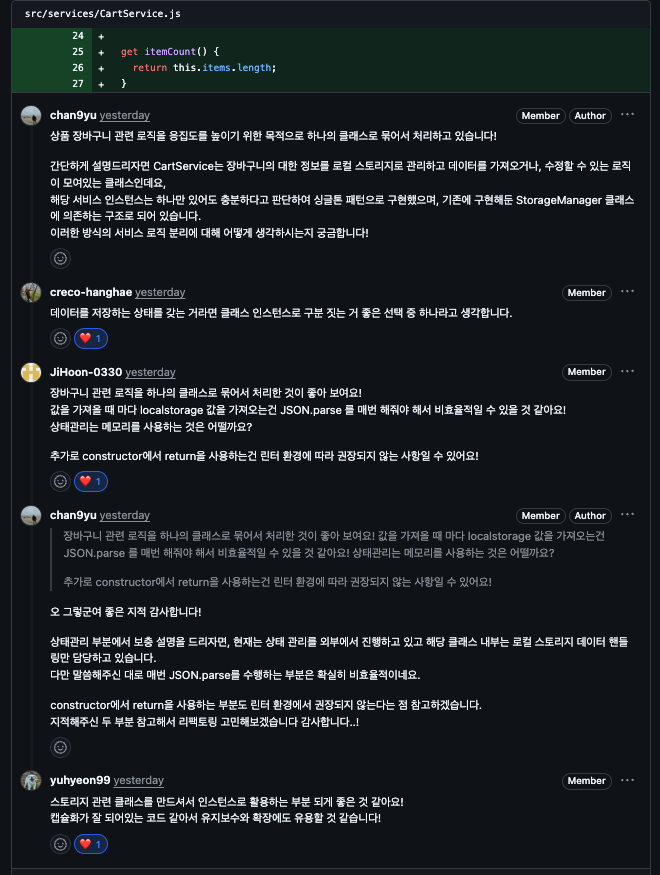 src/services/CartService.js
24 +
25 + get itemCount() {
26 + return this.items.length;
27 + }
chan9yu yesterday Member Author ...
상품 장바구니 관련 로직을 응집도를 높이기 위한 목적으로 하나의 클래스로 묶어서 처리하고 있습니다!
간단하게 설명드리자면 CartService는 장바구니의 대한 정보를 로컬 스토리지로 관리하고 데이터를 가져오거나, 수정할 수 있는 로직
이 모여있는 클래스인데요,
해당 서비스 인스턴스는 하나만 있어도 충분하다고 판단하여 싱글톤 패턴으로 구현했으며, 기존에 구현해둔 StorageManager 클래스
에 의존하는 구조로 되어 있습니다.
이러한 방식의 서비스 로직 분리에 대해 어떻게 생각하시는지 궁금합니다!
creco-hanghae yesterday Member ...
데이터를 저장하는 상태를 갖는 거라면 클래스 인스턴스로 구분 짓는 거 좋은 선택 중 하나라고 생각합니다.
❤️ 1
JiHoon-0330 yesterday Member ...
장바구니 관련 로직을 하나의 클래스로 묶어서 처리한 것이 좋아 보여요!
값을 가져올 때 마다 localstorage 값을 가져오는건 JSON.parse 를 매번 해줘야 해서 비효율적일 수 있을 것 같아요!
상태관리는 메모리를 사용하는 것은 어떨까요?
추가로 constructor에서 return을 사용하는건 린터 환경에 따라 권장되지 않는 사항일 수 있어요!
❤️ 1
chan9yu yesterday Member Author ...
장바구니 관련 로직을 하나의 클래스로 묶어서 처리한 것이 좋아 보여요! 값을 가져올 때 마다 localstorage 값을 가져오는건
JSON.parse 를 매번 해줘야 해서 비효율적일 수 있을 것 같아요! 상태관리는 메모리를 사용하는 것은 어떨까요?
추가로 constructor에서 return을 사용하는건 린터 환경에 따라 권장되지 않는 사항일 수 있어요!
오 그렇군여 좋은 지적 감사합니다!
상태관리 부분에서 보충 설명을 드리자면, 현재는 상태 관리를 외부에서 진행하고 있고 해당 클래스 내부는 로컬 스토리지 데이터 핸들
링만 담당하고 있습니다.
다만 말씀해주신 대로 매번 JSON.parse를 수행하는 부분은 확실히 비효율적이네요.
constructor에서 return을 사용하는 부분도 린터 환경에서 권장되지 않는다는 점 참고하겠습니다.
지적해주신 두 부분 참고해서 리팩토링 고민해보겠습니다 감사합니다..!
yuhyeon99 yesterday Member ...
스토리지 관련 클래스를 만드셔서 인스턴스로 활용하는 부분 되게 좋은 것 같아요!
캡슐화가 잘 되어있는 코드 같아서 유지보수와 확장에도 유용할 것 같습니다!
❤️ 1